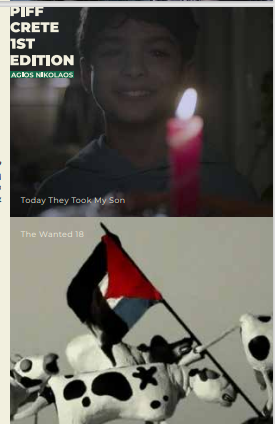 PIFF
CRETE
1ST
EDITION
AGIOS NIKOLAOS
Today They Took My Son
The Wanted 18